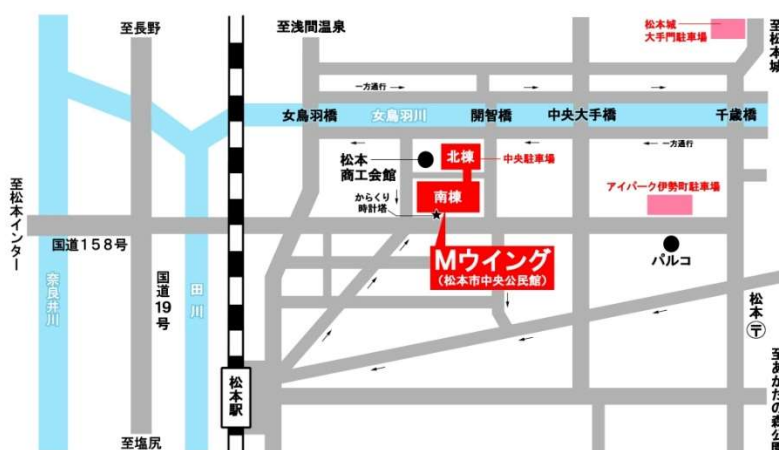 至長野
至浅間温泉
松本城
大手門駐車場
至松本城
一方通行
女鳥羽橋
女鳥羽川
開智橋
中央大手橋
千歳橋
一方通行
松本
商工会館
北棟
中央駐車場
至松本インター
からくり
時計塔
南棟
アイパーク伊勢町駐車場
国道158号
Mウイング
(松本市中央公民館)
パルコ
奈良井川
国道19号
田川
松本〒
松本駅
至あがたの森公園
至塩尻